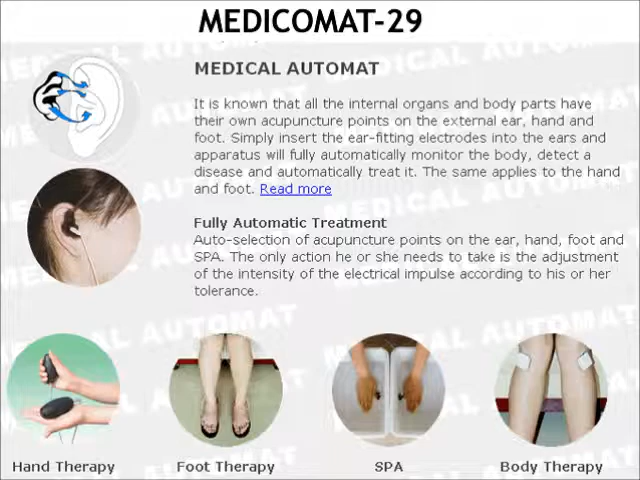 MEDICOMAT-29
MEDICAL AUTOMAT
It is known that all the internal organs and body parts have
their own acupuncture points on the external ear, hand and
foot. Simply insert the ear-fitting electrodes into the ears and
apparatus will fully automatically monitor the body, detect a
disease and automatically treat it. The same applies to the hand
and foot. Read more
Fully Automatic Treatment
Auto-selection of acupuncture points on the ear, hand, foot and
SPA. The only action he or she needs to take is the adjustment
of the intensity of the electrical impulse according to his or her
tolerance.
Hand Therapy
Foot Therapy
SPA
Body Therapy